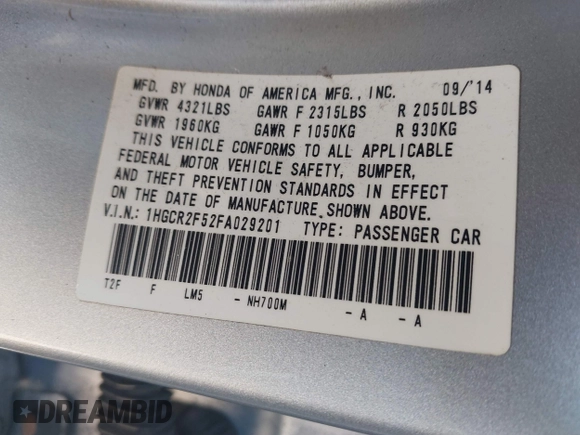 MFD. BY HONDA OF AMERICA MFG., INC. 09/'14
GVWR 4321LBS GAWR F 2315LBS R 2050LBS
GVWR 1960KG GAWR F 1050KG R 930KG
THIS VEHICLE CONFORMS TO ALL APPLICABLE
FEDERAL MOTOR VEHICLE SAFETY, BUMPER,
AND THEFT PREVENTION STANDARDS IN EFFECT
ON THE DATE OF MANUFACTURE SHOWN ABOVE.
V.I.N.: 1HGCR2F52FA029201 TYPE: PASSENGER CAR
T2F F LM5 - NH700M - A - A
DREAMBID